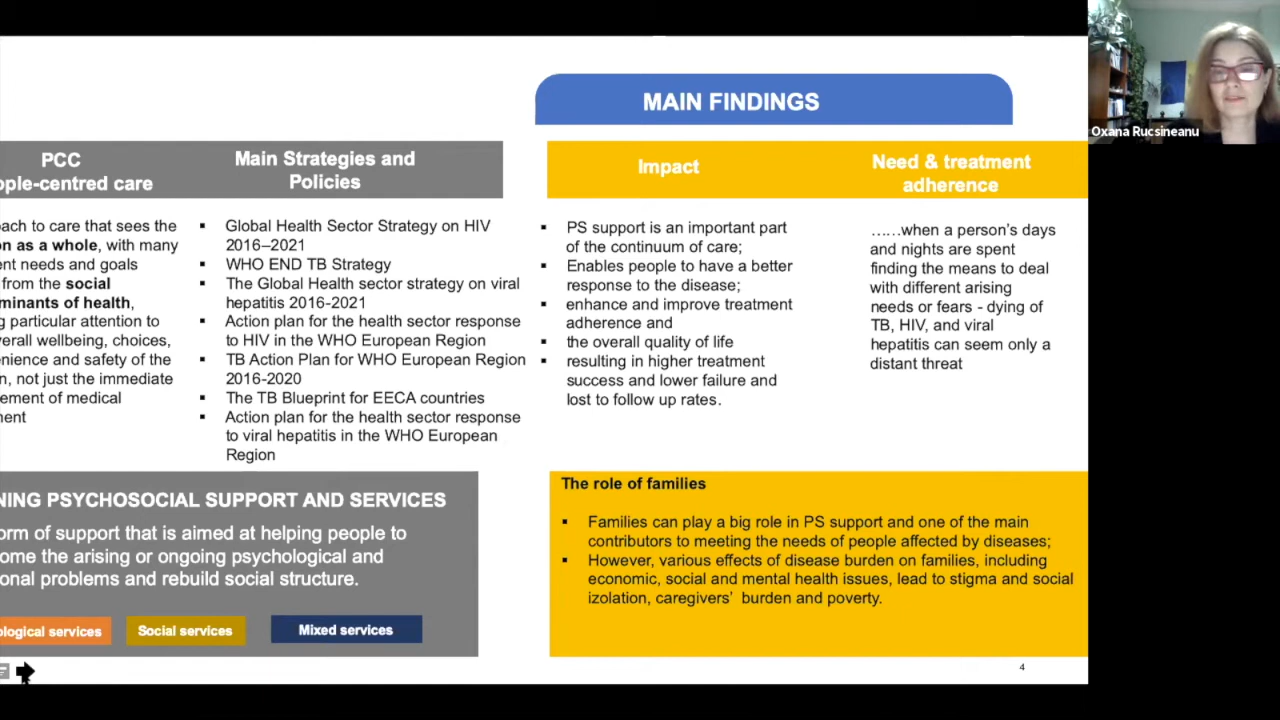 MAIN FINDINGS
Oxana Rucsineanu
PCC
ople-centred care
oach to care that sees the
on as a whole, with many
ent needs and goals
from the social
minants of health,
g particular attention to
verall wellbeing, choices,
enience and safety of the
n, not just the immediate
ement of medical
ment
Main Strategies and
Policies
▪ Global Health Sector Strategy on HIV
2016–2021
▪ WHO END TB Strategy
▪ The Global Health sector strategy on viral
hepatitis 2016-2021
▪ Action plan for the health sector response
to HIV in the WHO European Region
▪ TB Action Plan for WHO European Region
2016-2020
▪ The TB Blueprint for EECA countries
▪ Action plan for the health sector response
to viral hepatitis in the WHO European
Region
Impact
▪ PS support is an important part
of the continuum of care;
▪ Enables people to have a better
response to the disease;
▪ enhance and improve treatment
adherence and
▪ the overall quality of life
▪ resulting in higher treatment
success and lower failure and
lost to follow up rates.
Need & treatment
adherence
……when a person's days
and nights are spent
finding the means to deal
with different arising
needs or fears - dying of
TB, HIV, and viral
hepatitis can seem only a
distant threat
NING PSYCHOSOCIAL SUPPORT AND SERVICES
orm of support that is aimed at helping people to
ome the arising or ongoing psychological and
onal problems and rebuild social structure.
ological services
Social services
Mixed services
The role of families
▪ Families can play a big role in PS support and one of the main
contributors to meeting the needs of people affected by diseases;
▪ However, various effects of disease burden on families, including
economic, social and mental health issues, lead to stigma and social
izolation, caregivers' burden and poverty.
4